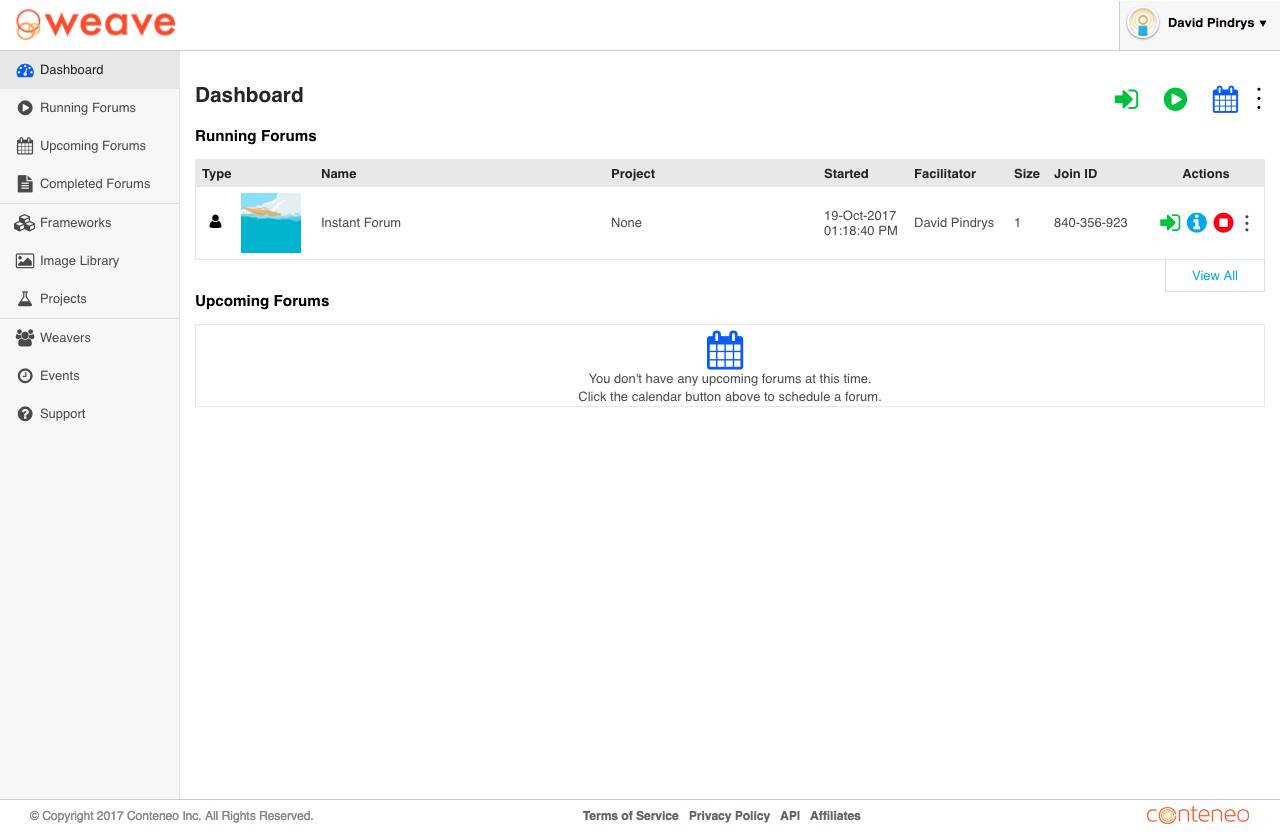 weave
David Pindrys ▼
Dashboard
Running Forums
Upcoming Forums
Completed Forums
Frameworks
Image Library
Projects
Weavers
Events
Support
Dashboard
Running Forums
Type Name Project Started Facilitator Size Join ID Actions
Instant Forum None 19-Oct-2017 01:18:40 PM David Pindrys 1 840-356-923
View All
Upcoming Forums
You don't have any upcoming forums at this time.
Click the calendar button above to schedule a forum.
© Copyright 2017 Conteneo Inc. All Rights Reserved.
Terms of Service Privacy Policy API Affiliates
conteneo